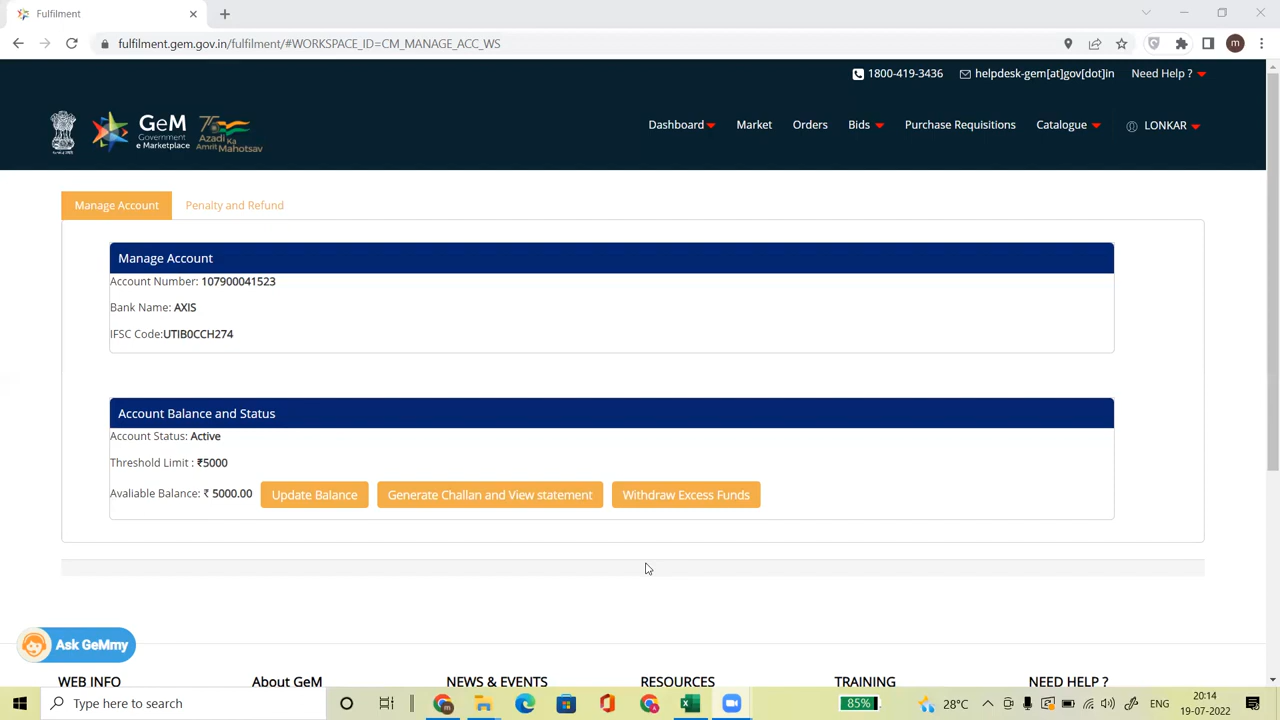 Fulfilment
fulfilment.gem.gov.in/fulfilment/#WORKSPACE_ID=CM_MANAGE_ACC_WS
m
1800-419-3436 helpdesk-gem[at]gov[dot]in Need Help ?
GeM
Government
e Marketplace
75
Azadi
Ka
Amrit Mahotsav
Dashboard Market Orders Bids Purchase Requisitions Catalogue LONKAR
Manage Account Penalty and Refund
Manage Account
Account Number: 107900041523
Bank Name: AXIS
IFSC Code:UTIB0CCH274
Account Balance and Status
Account Status: Active
Threshold Limit : ₹5000
Avaliable Balance: ₹ 5000.00 Update Balance Generate Challan and View statement Withdraw Excess Funds
Ask GeMmy
WEB INFO About GeM NEWS & EVENTS RESOURCES TRAINING NEED HELP ?
Type here to search 85% 28°C ENG 20:14
19-07-2022